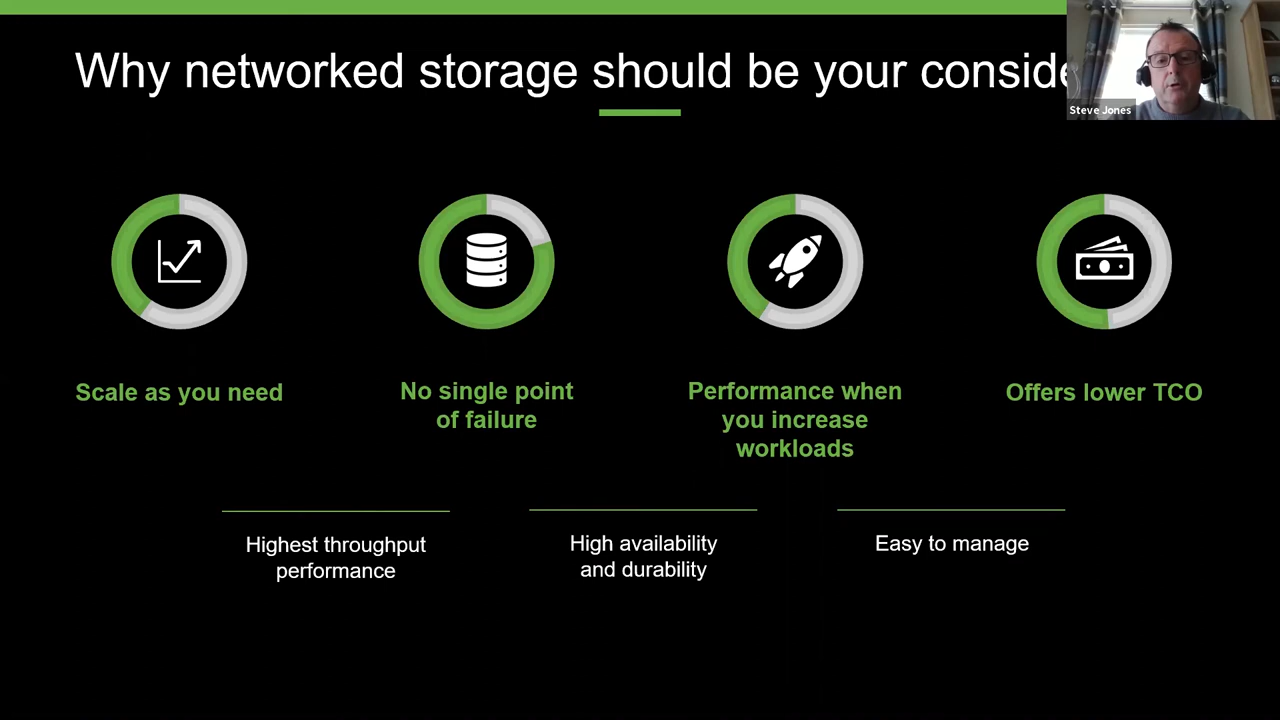 Why networked storage should be your conside
Steve Jones
Scale as you need
No single point
of failure
Performance when
you increase
workloads
Offers lower TCO
Highest throughput
performance
High availability
and durability
Easy to manage